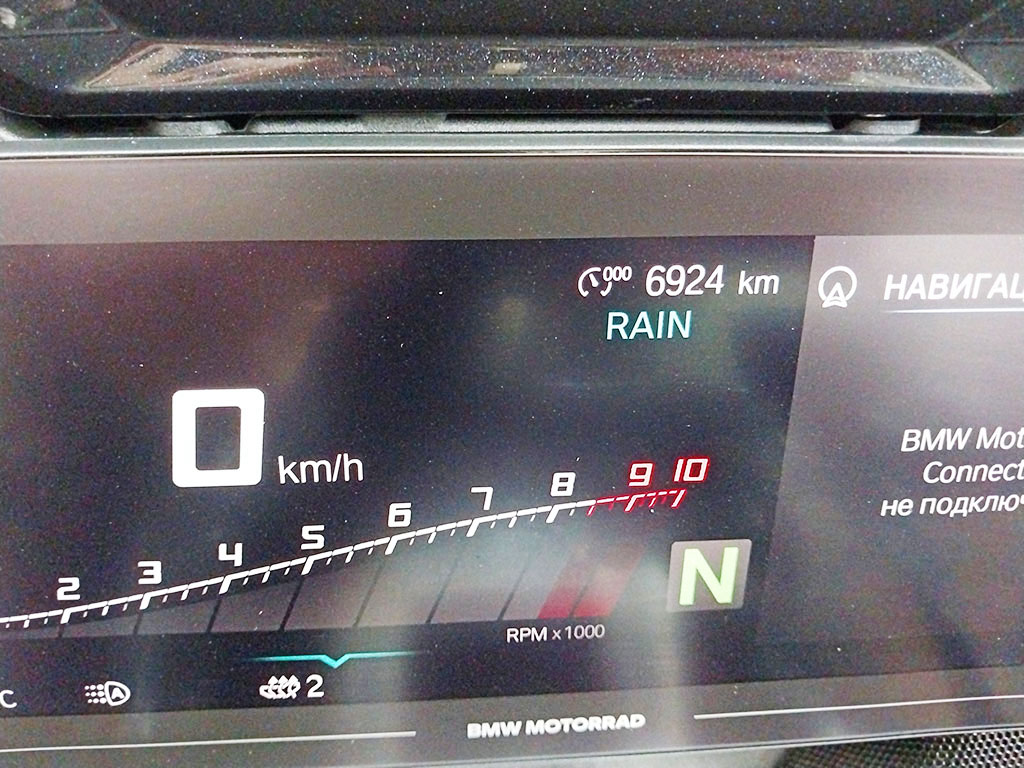 000 6924 km
RAIN
НАВИГАЦ
0 km/h
BMW Mot
Connect
не подключ
2 3 4 5 6 7 8 9 10
N
RPM x 1000
C A 2
BMW MOTORRAD